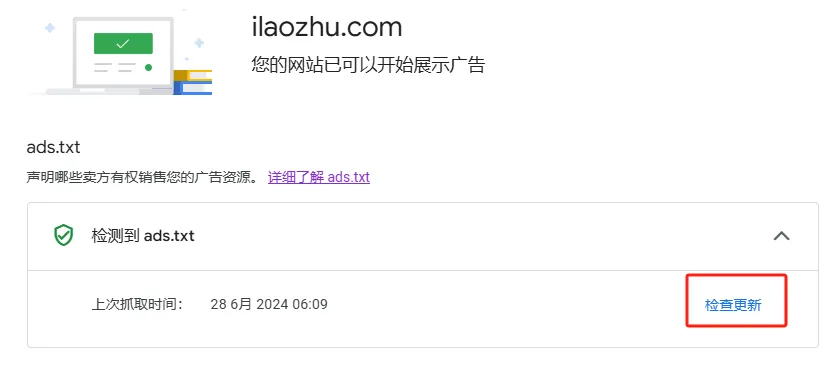 ilaozhu.com
您的网站已可以开始展示广告
ads.txt
声明哪些卖方有权销售您的广告资源。 详细了解 ads.txt
检测到 ads.txt
上次抓取时间： 28 6月 2024 06:09 检查更新